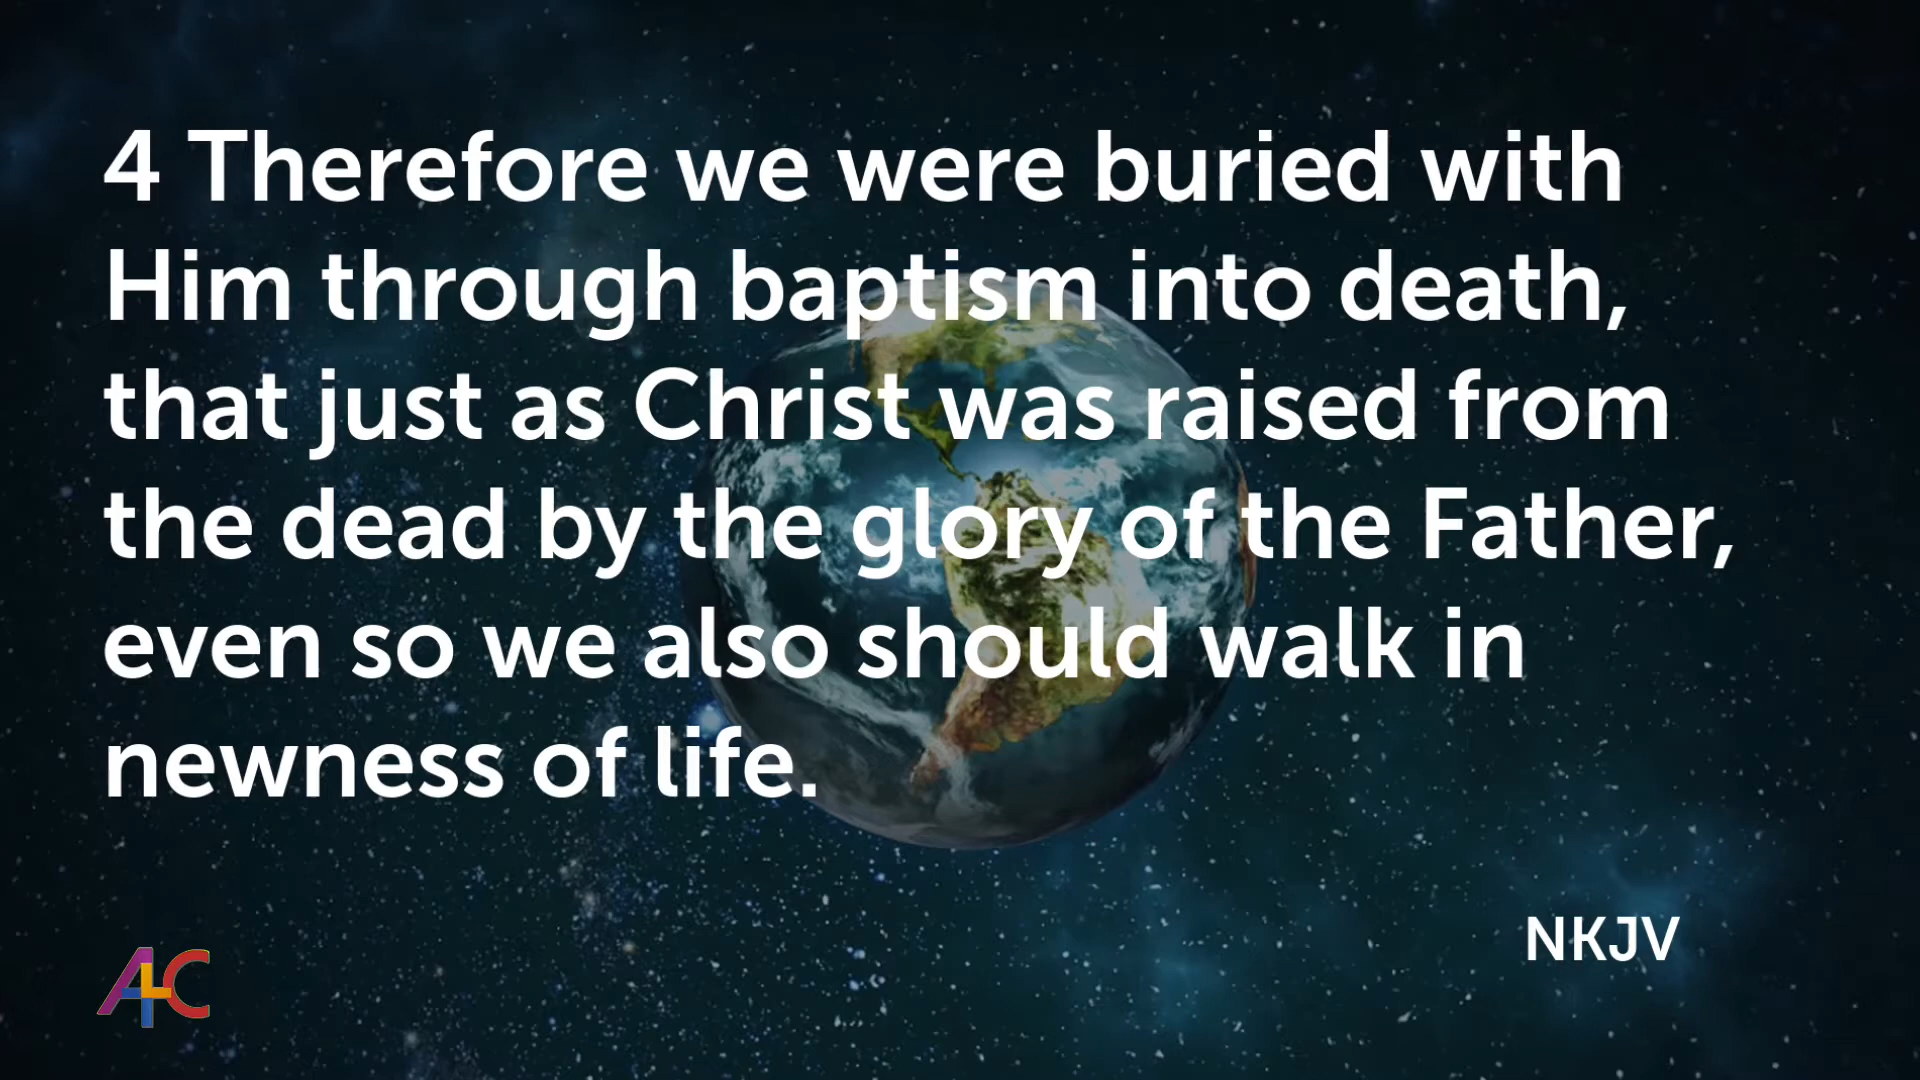 4 Therefore we were buried with
Him through baptism into death,
that just as Christ was raised from
the dead by the glory of the Father,
even so we also should walk in
newness of life.
NKJV
ALC